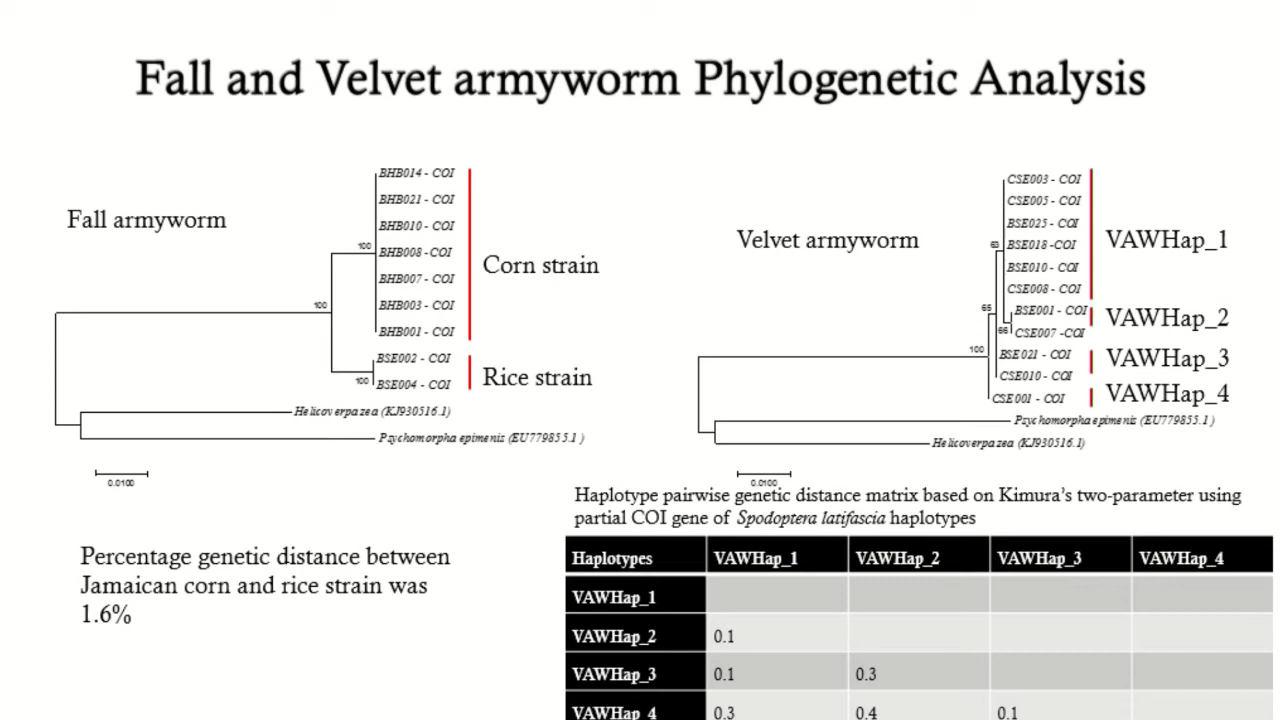 Fall and Velvet armyworm Phylogenetic Analysis
Fall armyworm
BHB014 - COI
BHB021 - COI
BHB010 - COI
BHB008 - COI
BHB007 - COI
BHB003 - COI
BHB001 - COI
BSE002 - COI
BSE004 - COI
Helicoverpa zea (KJ930516.1)
Psychomorpha epimenis (EU779855.1)
100
100
100
Corn strain
Rice strain
0.0100
Velvet armyworm
CSE003 - COI
CSE005 - COI
BSE025 - COI
BSE018 -COI
BSE010 - COI
CSE008 - COI
BSE001 - COI
CSE007 -COI
BSE021 - COI
CSE010 - COI
CSE001 - COI
Psychomorpha epimenis (EU779855.1)
Helicoverpa zea (KJ930516.1)
63
65
66
100
VAWHap_1
VAWHap_2
VAWHap_3
VAWHap_4
0.0100
Percentage genetic distance between
Jamaican corn and rice strain was
1.6%
Haplotype pairwise genetic distance matrix based on Kimura's two-parameter using
partial COI gene of Spodoptera latifascia haplotypes
Haplotypes VAWHap_1 VAWHap_2 VAWHap_3 VAWHap_4
VAWHap_1
VAWHap_2 0.1
VAWHap_3 0.1 0.3
VAWHap_4 0.3 0.4 0.1